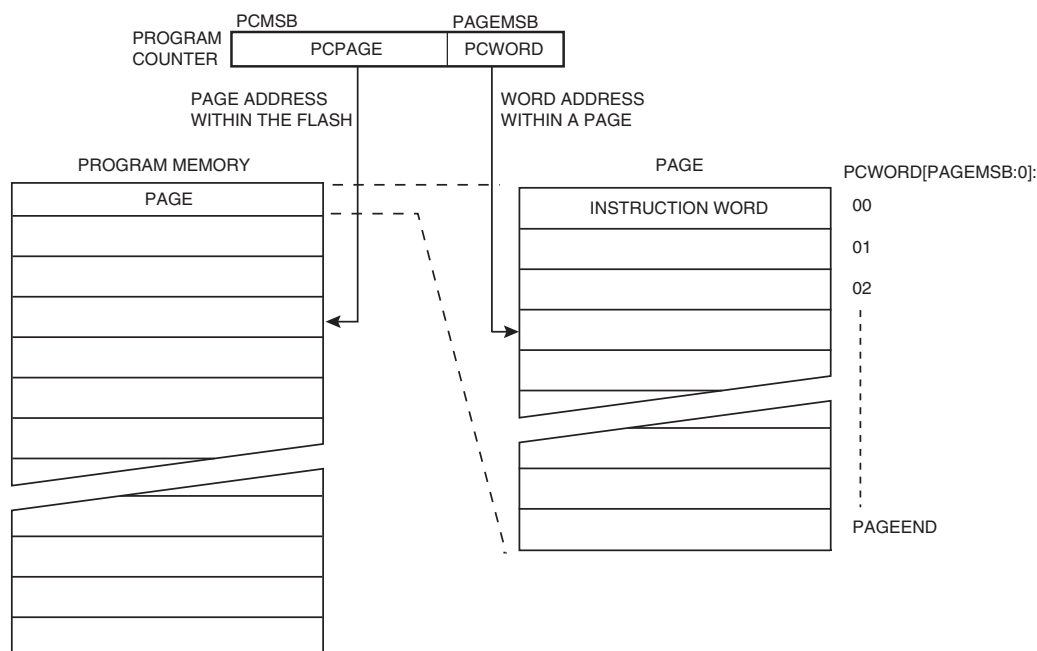 PCMSB PAGEMSB
PROGRAM
COUNTER
PCPAGE PCWORD
PAGE ADDRESS
WITHIN THE FLASH
WORD ADDRESS
WITHIN A PAGE
PROGRAM MEMORY
PAGE
PAGE
PCWORD[PAGEMSB:0]:
INSTRUCTION WORD
00
01
02
PAGEEND